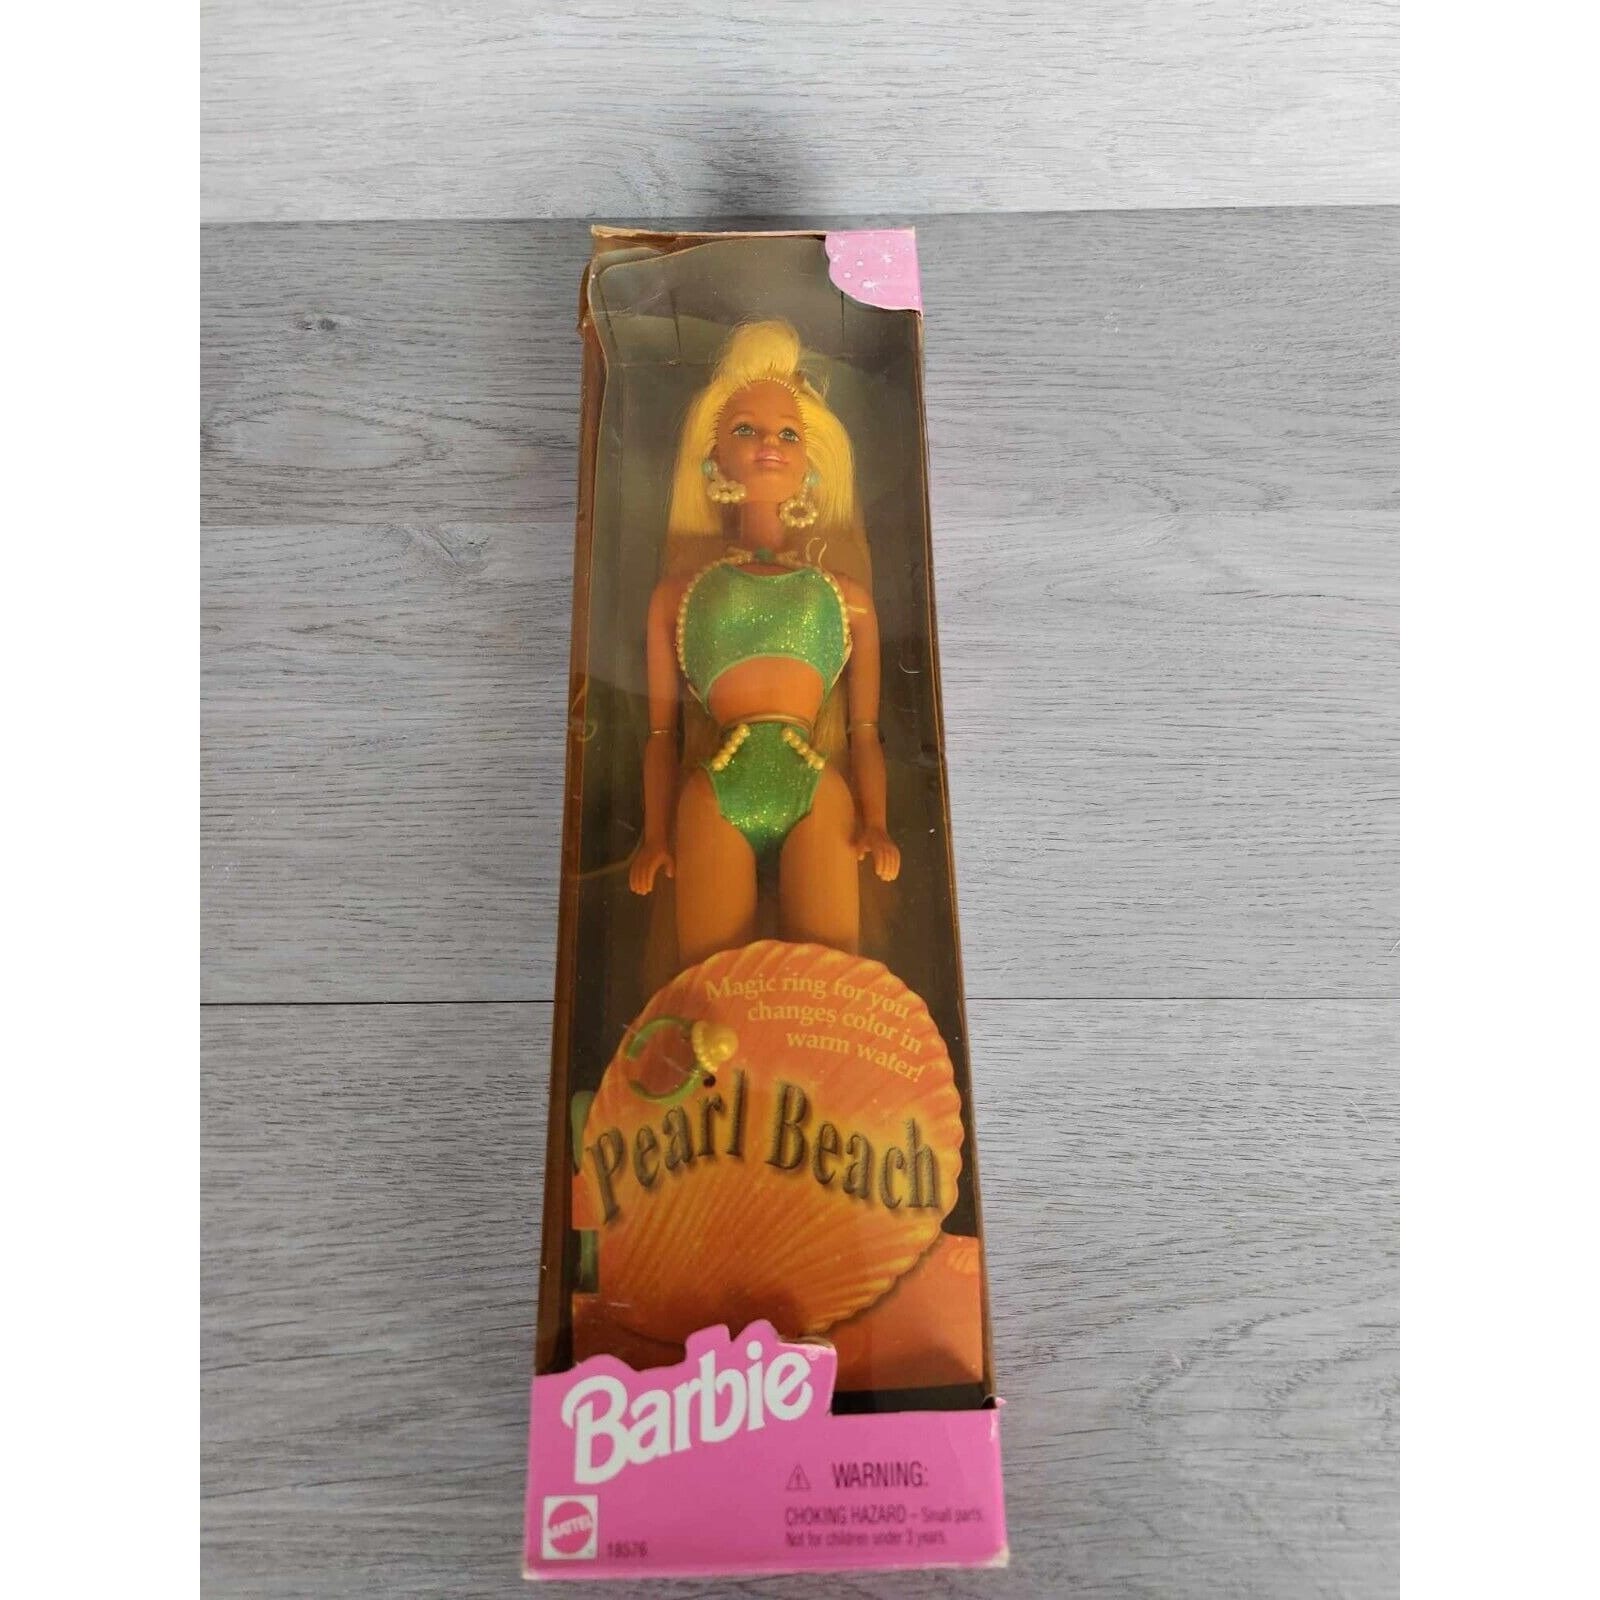 Magic ring for you
changes color in
warm water!
Pearl Beach
Barbie®
⚠ WARNING:
CHOKING HAZARD – Small parts.
Not for children under 3 years.
MATTEL
18576